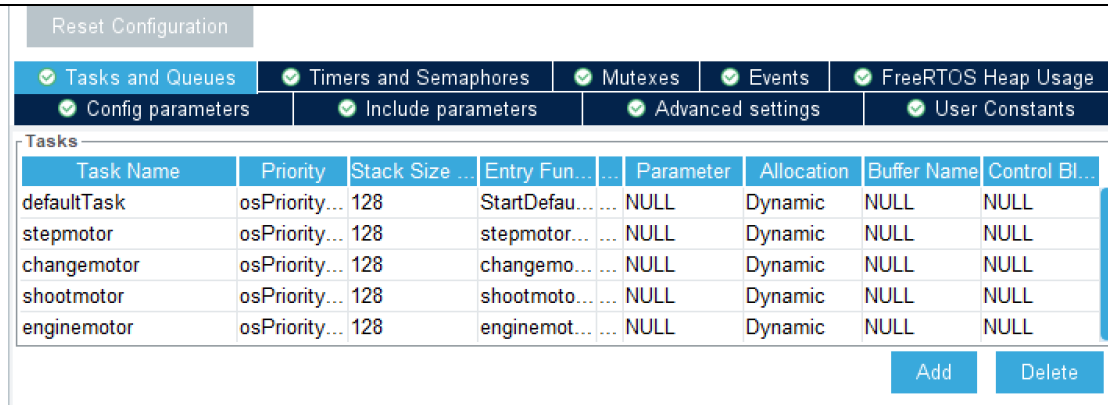 Reset Configuration
Tasks and Queues Timers and Semaphores Mutexes Events FreeRTOS Heap Usage
Config parameters Include parameters Advanced settings User Constants
Tasks
Task Name Priority Stack Size ... Entry Fun... ... Parameter Allocation Buffer Name Control Bl...
defaultTask osPriority... 128 StartDefau... ... NULL Dynamic NULL NULL
stepmotor osPriority... 128 stepmotor... ... NULL Dynamic NULL NULL
changemotor osPriority... 128 changemo... ... NULL Dynamic NULL NULL
shootmotor osPriority... 128 shootmoto... ... NULL Dynamic NULL NULL
enginemotor osPriority... 128 enginemot... ... NULL Dynamic NULL NULL
Add Delete